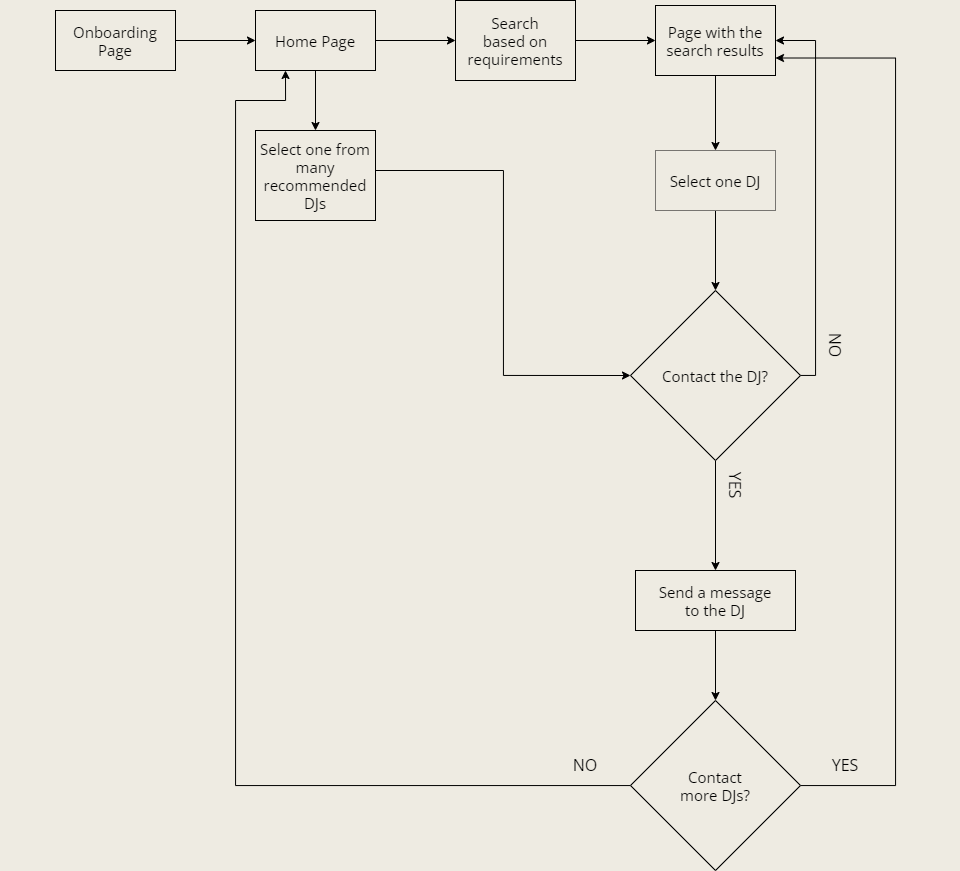 Onboarding
Page
Home Page
Search
based on
requirements
Page with the
search results
Select one from
many
recommended
DJs
Select one DJ
Contact the DJ?
NO
YES
Send a message
to the DJ
Contact
more DJs?
NO
YES